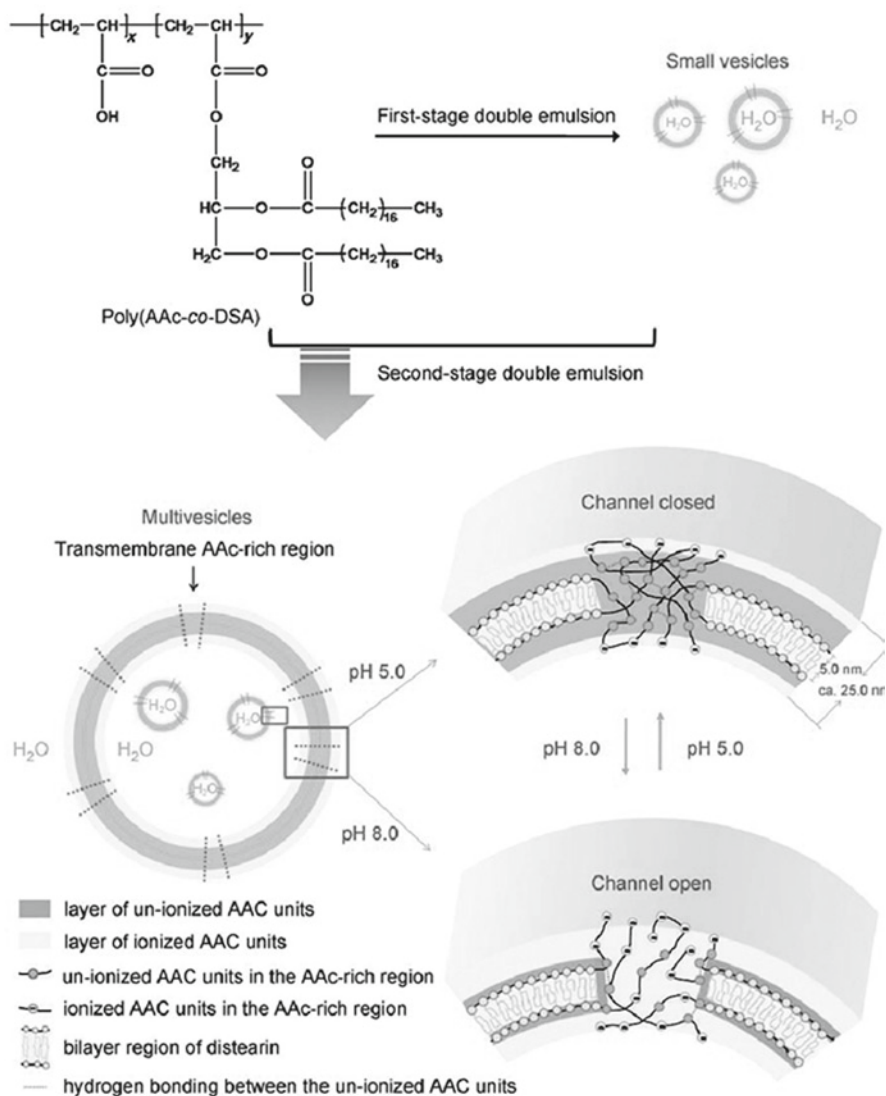 CH₂—CH x CH₂—CH y
C O C O
OH O
CH₂ O
HC O C (CH₂)16 CH₃
H₂C O C (CH₂)16 CH₃
O
Poly(AAc-co-DSA)
First-stage double emulsion
Small vesicles
H₂O H₂O H₂O
H₂O
Second-stage double emulsion
Multivesicles
Transmembrane AAc-rich region
H₂O H₂O
H₂O H₂O
H₂O
pH 5.0
pH 8.0
Channel closed
5.0 nm
ca. 25.0 nm
pH 8.0 pH 5.0
Channel open
layer of un-ionized AAC units
layer of ionized AAC units
un-ionized AAC units in the AAc-rich region
ionized AAC units in the AAc-rich region
bilayer region of distearin
hydrogen bonding between the un-ionized AAC units